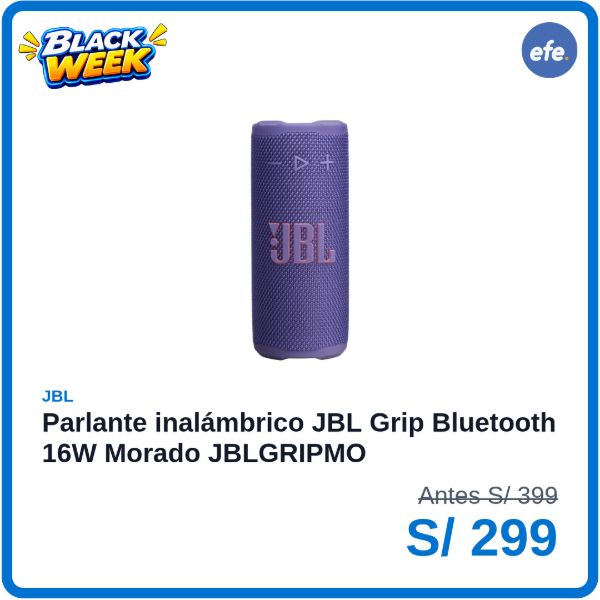 BLACK
WEEK
efe.
JBL
JBL
Parlante inalámbrico JBL Grip Bluetooth
16W Morado JBLGRIPMO
Antes S/ 399
S/ 299